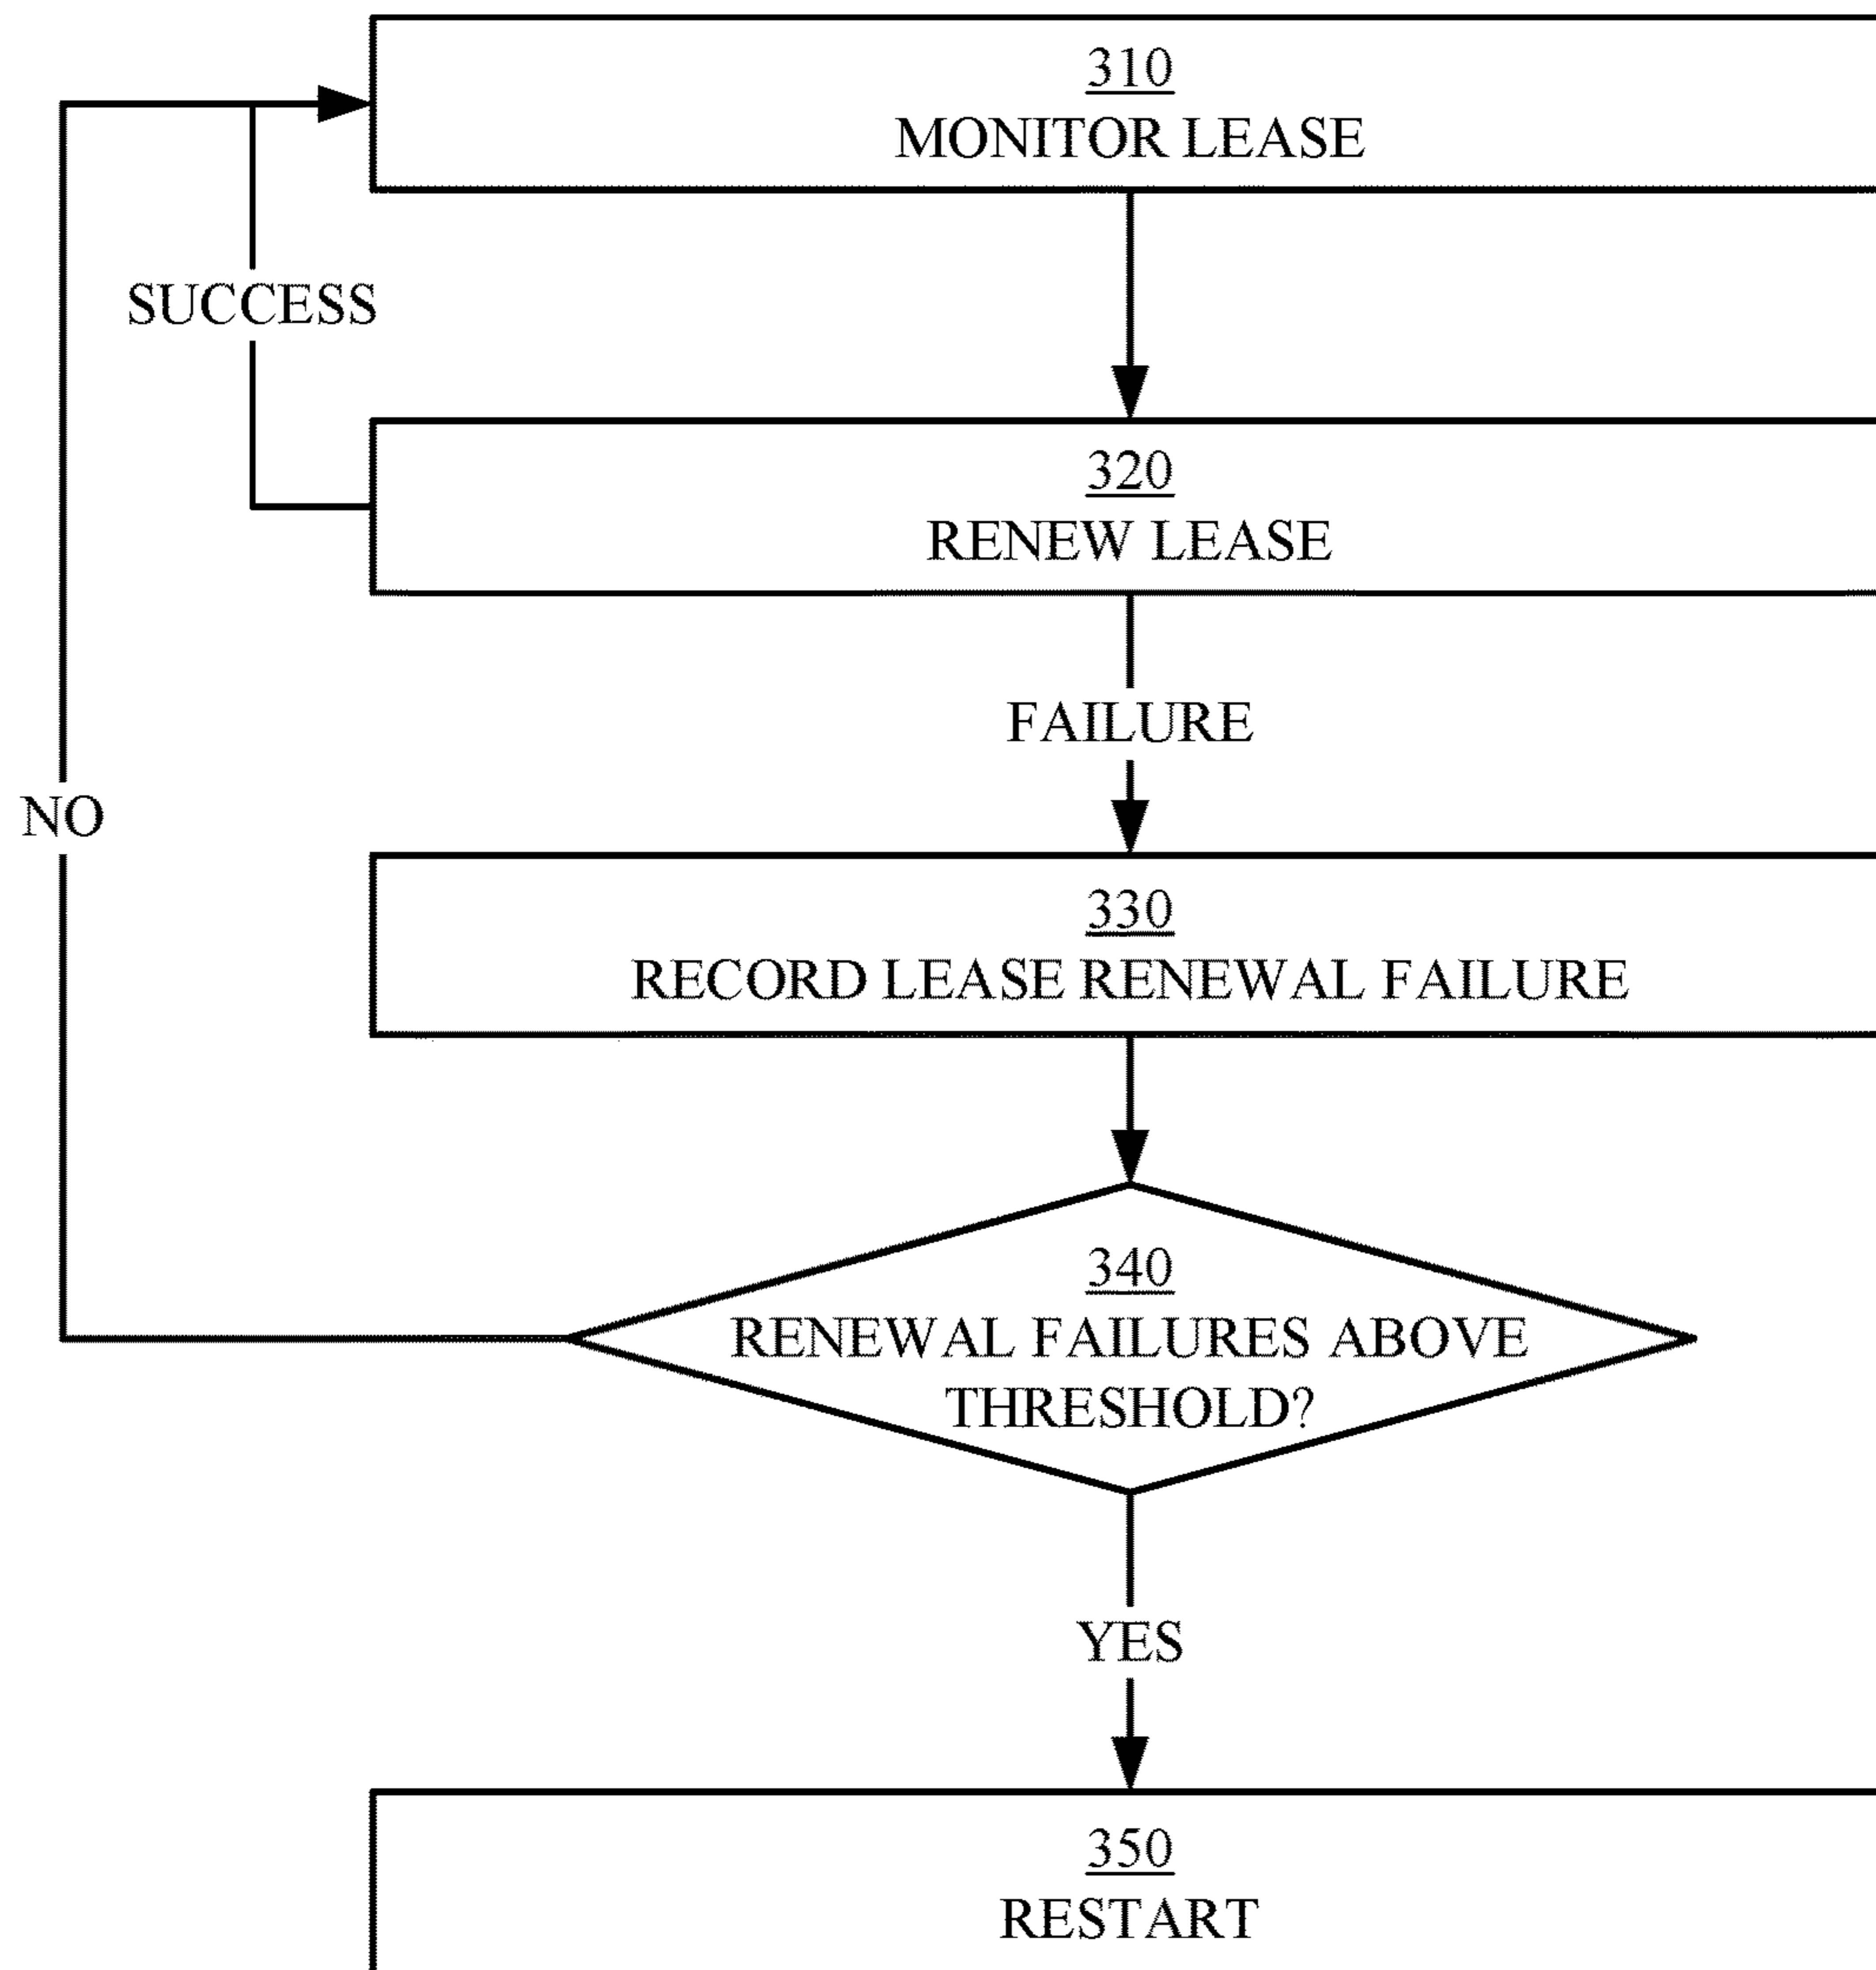 310
MONITOR LEASE
SUCCESS
320
RENEW LEASE
FAILURE
NO
330
RECORD LEASE RENEWAL FAILURE
340
RENEWAL FAILURES ABOVE
THRESHOLD?
YES
350
RESTART